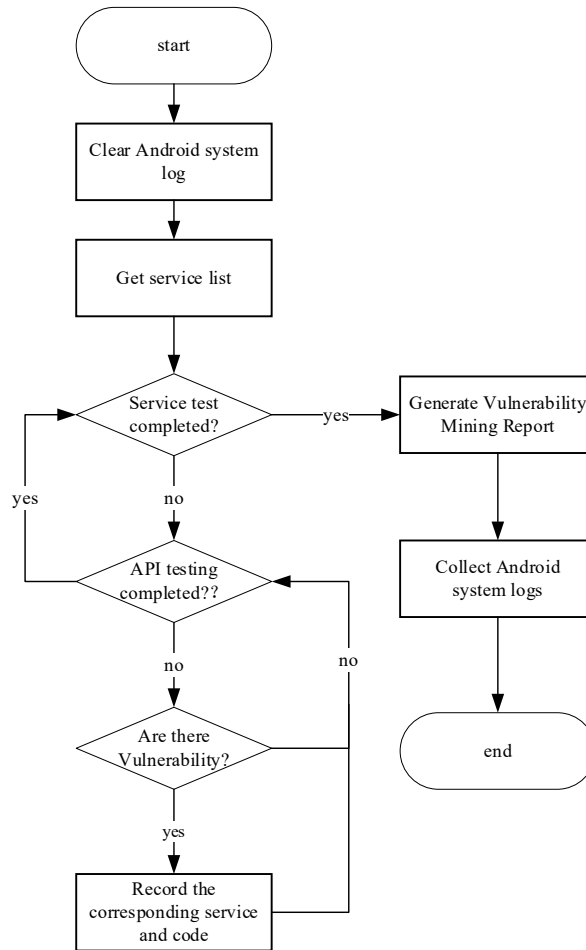 start
Clear Android system
log
Get service list
Service test
completed?
yes
Generate Vulnerability
Mining Report
yes
no
API testing
completed??
Collect Android
system logs
no
no
Are there
Vulnerability?
end
yes
Record the
corresponding service
and code